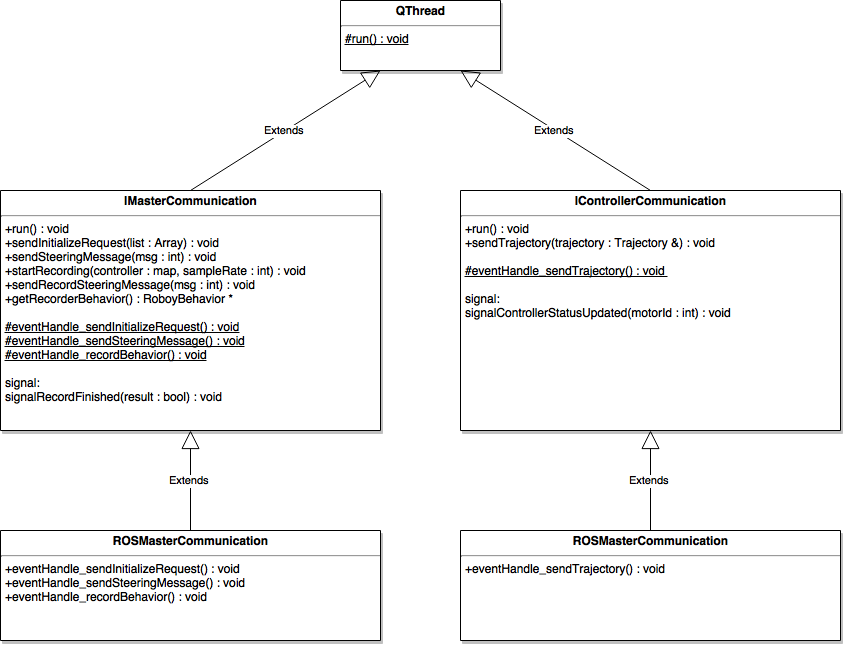 QThread
#run() : void
Extends
Extends
IMasterCommunication
+run() : void
+sendInitializeRequest(list : Array) : void
+sendSteeringMessage(msg : int) : void
+startRecording(controller : map, sampleRate : int) : void
+sendRecordSteeringMessage(msg : int) : void
+getRecorderBehavior() : RoboyBehavior *
#eventHandle_sendInitializeRequest() : void
#eventHandle_sendSteeringMessage() : void
#eventHandle_recordBehavior() : void
signal:
signalRecordFinished(result : bool) : void
IControllerCommunication
+run() : void
+sendTrajectory(trajectory : Trajectory &) : void
#eventHandle_sendTrajectory() : void
signal:
signalControllerStatusUpdated(motorId : int) : void
Extends
Extends
ROSMasterCommunication
+eventHandle_sendInitializeRequest() : void
+eventHandle_sendSteeringMessage() : void
+eventHandle_recordBehavior() : void
ROSMasterCommunication
+eventHandle_sendTrajectory() : void